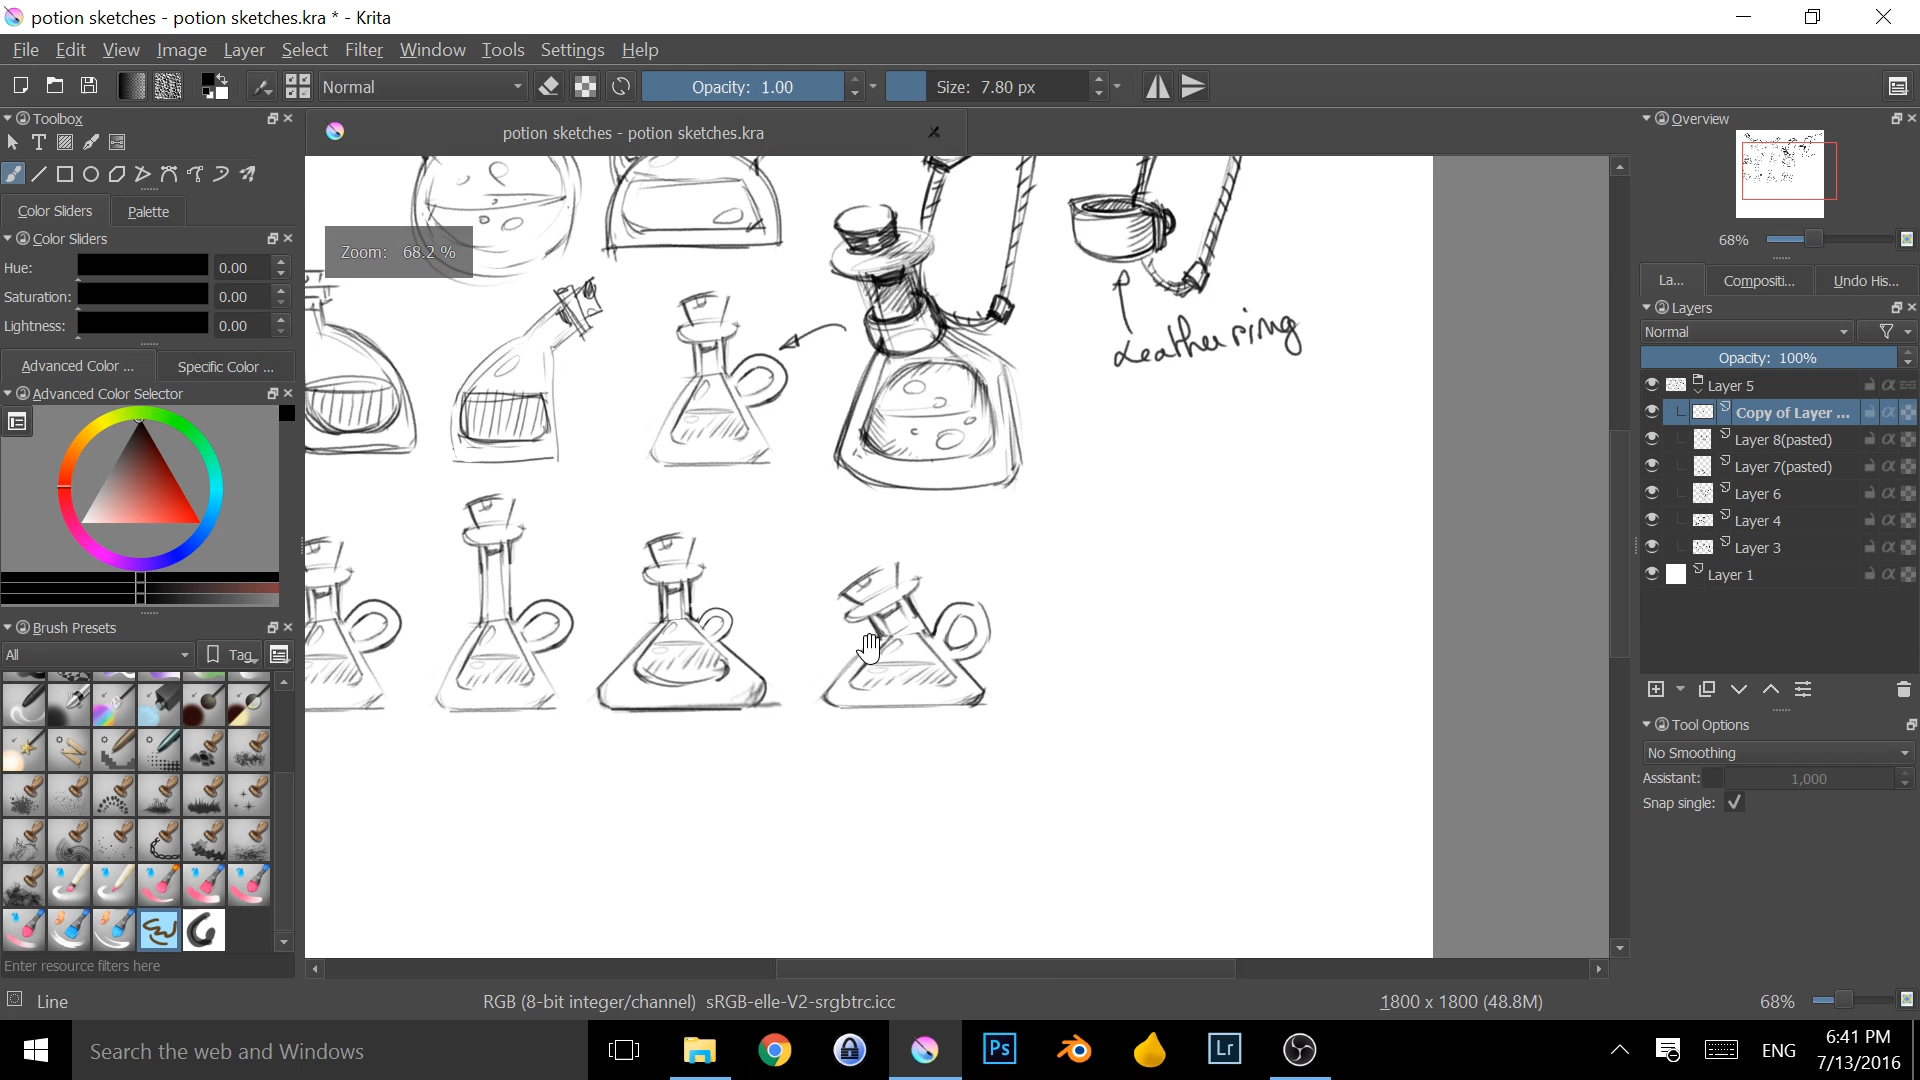 potion sketches - potion sketches.kra * - Krita
File Edit View Image Layer Select Filter Window Tools Settings Help
Normal
Opacity: 1.00
Size: 7.80 px
Toolbox
potion sketches - potion sketches.kra
Overview
Color Sliders
Palette
Color Sliders
Hue: 0.00
Saturation: 0.00
Lightness: 0.00
Zoom: 68.2 %
68%
La...
Compositi...
Undo His...
Layers
Normal
Opacity: 100%
Advanced Color ...
Specific Color ...
Advanced Color Selector
Leather ring
Layer 5
Copy of Layer ...
Layer 8(pasted)
Layer 7(pasted)
Layer 6
Layer 4
Layer 3
Layer 1
Brush Presets
All
Tag
Tool Options
No Smoothing
Assistant: 1,000
Snap single:
Enter resource filters here
Line
RGB (8-bit integer/channel) sRGB-elle-V2-srgbtrc.icc
1800 x 1800 (48.8M)
68%
Search the web and Windows
Ps
Lr
ENG
6:41 PM
7/13/2016